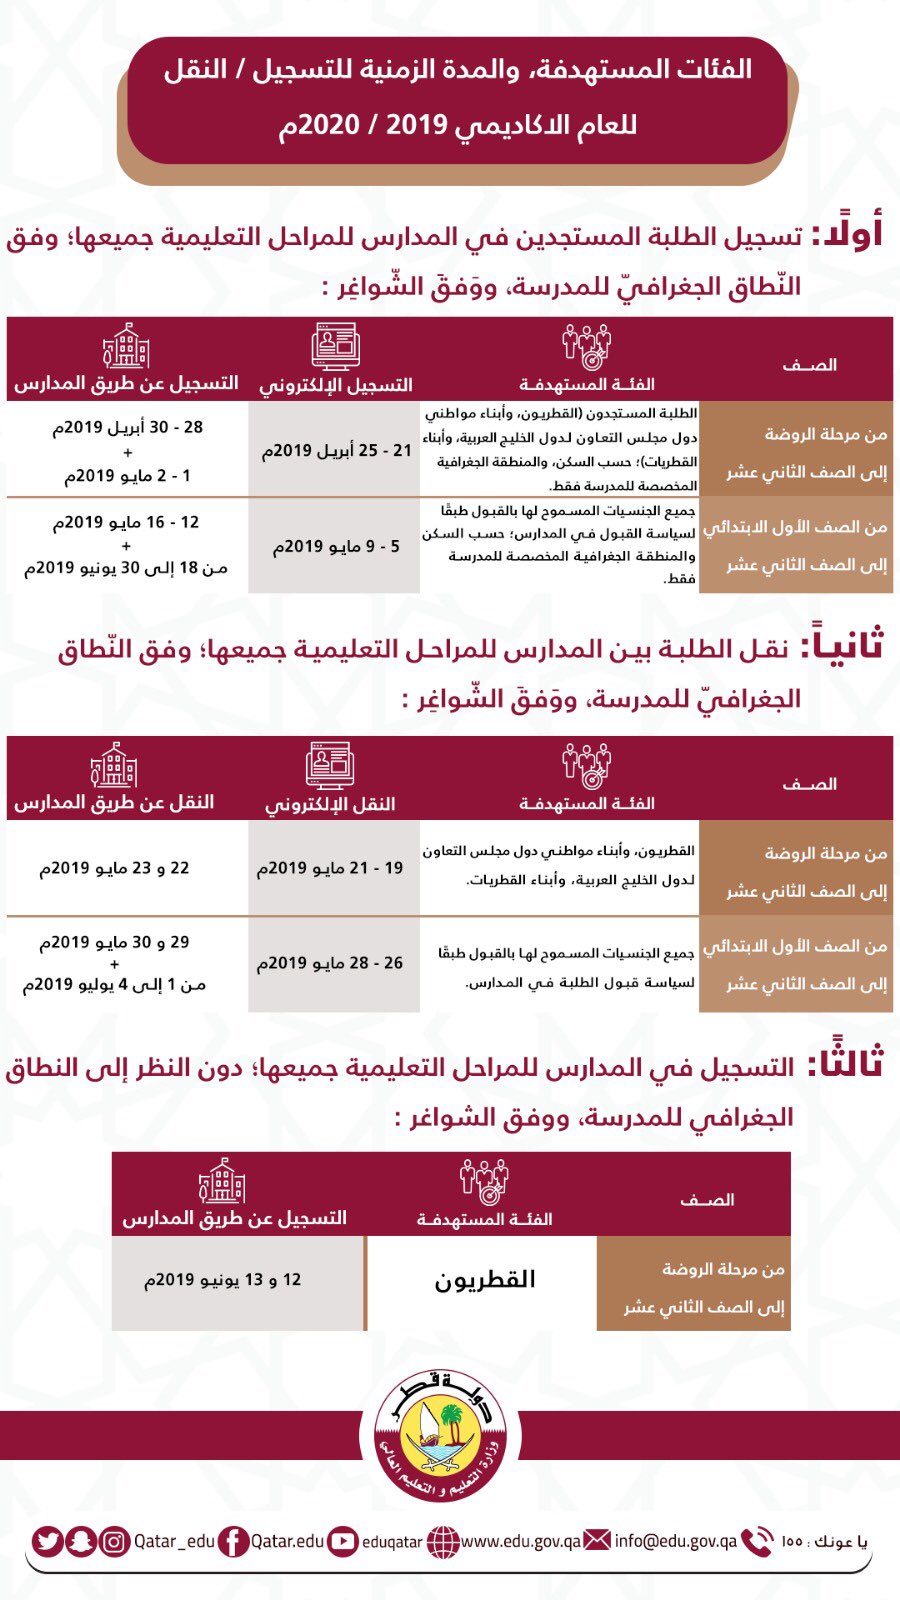 الفئات المستهدفة، والمدة الزمنية للتسجيل / النقل
للعام الاكاديمي 2019 / 2020م
أولًا: تسجيل الطلبة المستجدين في المدارس للمراحل التعليمية جميعها؛ وفق
النّطاق الجغرافيّ للمدرسة، ووَفقَ الشّواغِر :
الصـف
الفئـة المستهدفـة
التسجيل الإلكتروني
التسجيل عن طريق المدارس
من مرحلة الروضة
إلى الصف الثاني عشر
الطلبة المستجدون (القطريون، وأبناء مواطني
دول مجلس التعاون لدول الخليج العربية، وأبناء
القطريات)؛ حسب السكن، والمنطقة الجغرافية
المخصصة للمدرسة فقط.
21 - 25 أبريل 2019م
28 - 30 أبريل 2019م
+
1 - 2 مايو 2019م
من الصف الأول الابتدائي
إلى الصف الثاني عشر
جميع الجنسيات المسموح لها بالقبول طبقًا
لسياسة القبول في المدارس؛ حسب السكن
والمنطقة الجغرافية المخصصة للمدرسة
فقط.
5 - 9 مايو 2019م
12 - 16 مايو 2019م
+
من 18 إلى 30 يونيو 2019م
ثانياً: نقل الطلبة بين المدارس للمراحل التعليمية جميعها؛ وفق النّطاق
الجغرافيّ للمدرسة، ووَفقَ الشّواغِر :
الصـف
الفئـة المستهدفـة
النقل الإلكتروني
النقل عن طريق المدارس
من مرحلة الروضة
إلى الصف الثاني عشر
القطريون، وأبناء مواطني دول مجلس التعاون
لدول الخليج العربية، وأبناء القطريات.
19 - 21 مايو 2019م
22 و 23 مايو 2019م
من الصف الأول الابتدائي
إلى الصف الثاني عشر
جميع الجنسيات المسموح لها بالقبول طبقًا
لسياسة قبول الطلبة في المدارس.
26 - 28 مايو 2019م
29 و 30 مايو 2019م
+
من 1 إلى 4 يوليو 2019م
ثالثًا: التسجيل في المدارس للمراحل التعليمية جميعها؛ دون النظر إلى النطاق
الجغرافي للمدرسة، ووفق الشواغر :
الصـف
الفئـة المستهدفـة
التسجيل عن طريق المدارس
من مرحلة الروضة
إلى الصف الثاني عشر
القطريون
12 و 13 يونيو 2019م
دولة قطر
وزارة التعليم و التعليم العالي
Qatar_edu Qatar.edu eduqatar www.edu.gov.qa info@edu.gov.qa يا عونك : ١٥٥